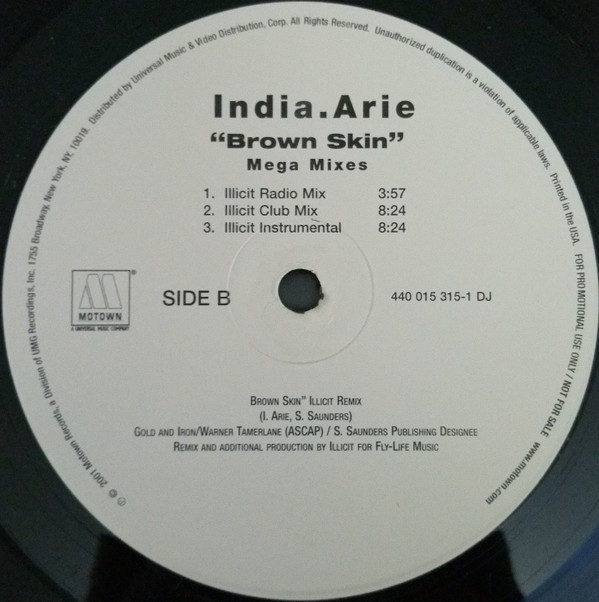 India.Arie
“Brown Skin”
Mega Mixes
1. Illicit Radio Mix 3:57
2. Illicit Club Mix 8:24
3. Illicit Instrumental 8:24
MOTOWN®
A UNIVERSAL MUSIC COMPANY
SIDE B
440 015 315-1 DJ
Brown Skin” Illicit Remix
(I. Arie, S. Saunders)
Gold and Iron/Warner Tamerlane (ASCAP) / S. Saunders Publishing Designee
Remix and additional production by Illicit for Fly-Life Music
℗ © 2001 Motown Records, a Division of UMG Recordings, Inc. 1755 Broadway, New York, NY, 10019. Distributed by Universal Music & Video Distribution, Corp. All Rights Reserved. Unauthorized duplication is a violation of applicable laws. Printed in the USA. FOR PROMOTIONAL USE ONLY / NOT FOR SALE www.motown.com